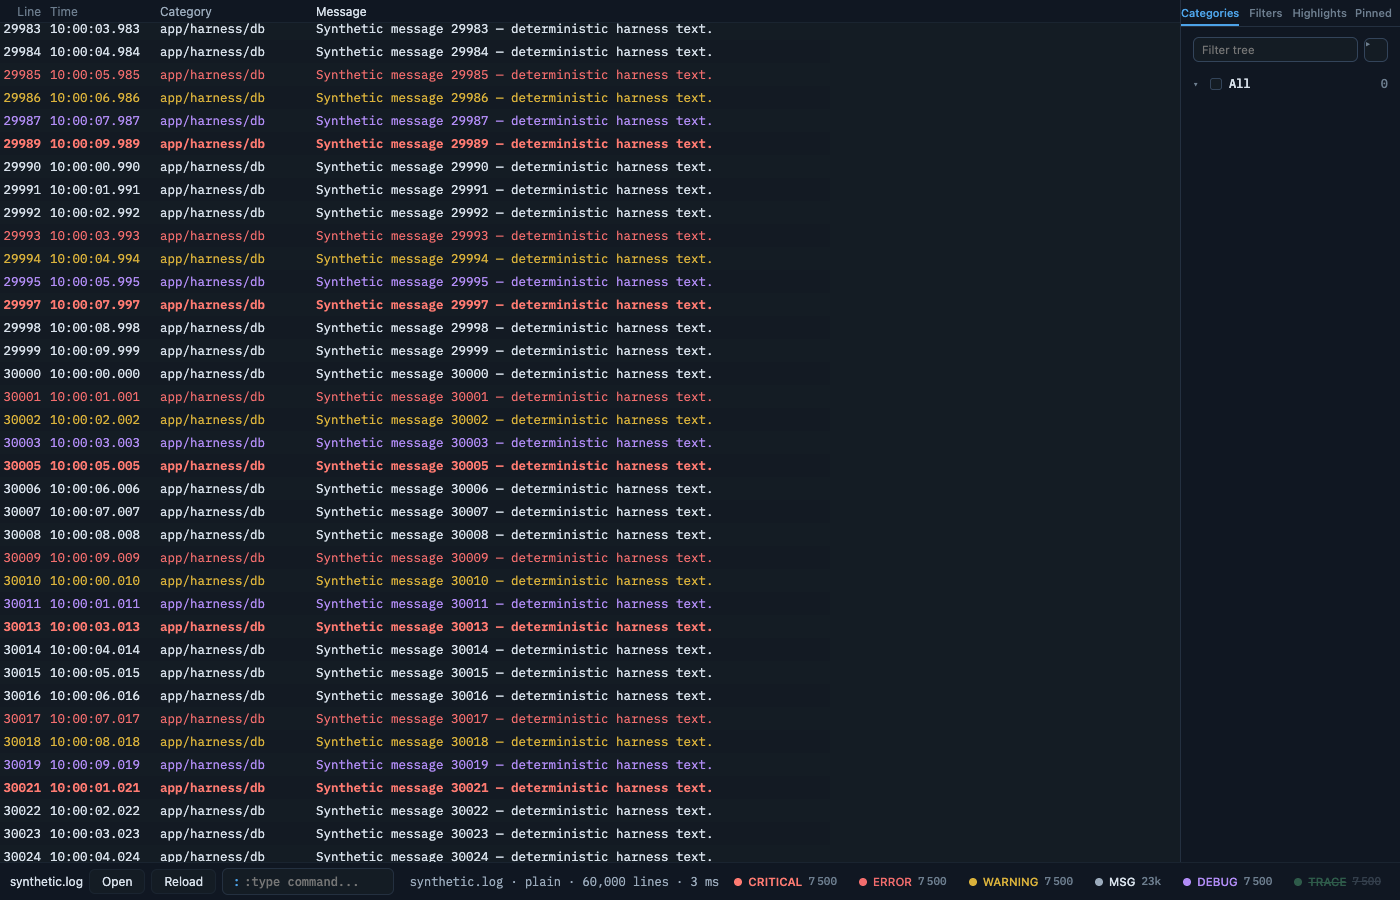 Line Time Category Message
29983 10:00:03.983 app/harness/db Synthetic message 29983 — deterministic harness text.
29984 10:00:04.984 app/harness/db Synthetic message 29984 — deterministic harness text.
29985 10:00:05.985 app/harness/db Synthetic message 29985 — deterministic harness text.
29986 10:00:06.986 app/harness/db Synthetic message 29986 — deterministic harness text.
29987 10:00:07.987 app/harness/db Synthetic message 29987 — deterministic harness text.
29989 10:00:09.989 app/harness/db Synthetic message 29989 — deterministic harness text.
29990 10:00:00.990 app/harness/db Synthetic message 29990 — deterministic harness text.
29991 10:00:01.991 app/harness/db Synthetic message 29991 — deterministic harness text.
29992 10:00:02.992 app/harness/db Synthetic message 29992 — deterministic harness text.
29993 10:00:03.993 app/harness/db Synthetic message 29993 — deterministic harness text.
29994 10:00:04.994 app/harness/db Synthetic message 29994 — deterministic harness text.
29995 10:00:05.995 app/harness/db Synthetic message 29995 — deterministic harness text.
29997 10:00:07.997 app/harness/db Synthetic message 29997 — deterministic harness text.
29998 10:00:08.998 app/harness/db Synthetic message 29998 — deterministic harness text.
29999 10:00:09.999 app/harness/db Synthetic message 29999 — deterministic harness text.
30000 10:00:00.000 app/harness/db Synthetic message 30000 — deterministic harness text.
30001 10:00:01.001 app/harness/db Synthetic message 30001 — deterministic harness text.
30002 10:00:02.002 app/harness/db Synthetic message 30002 — deterministic harness text.
30003 10:00:03.003 app/harness/db Synthetic message 30003 — deterministic harness text.
30005 10:00:05.005 app/harness/db Synthetic message 30005 — deterministic harness text.
30006 10:00:06.006 app/harness/db Synthetic message 30006 — deterministic harness text.
30007 10:00:07.007 app/harness/db Synthetic message 30007 — deterministic harness text.
30008 10:00:08.008 app/harness/db Synthetic message 30008 — deterministic harness text.
30009 10:00:09.009 app/harness/db Synthetic message 30009 — deterministic harness text.
30010 10:00:00.010 app/harness/db Synthetic message 30010 — deterministic harness text.
30011 10:00:01.011 app/harness/db Synthetic message 30011 — deterministic harness text.
30013 10:00:03.013 app/harness/db Synthetic message 30013 — deterministic harness text.
30014 10:00:04.014 app/harness/db Synthetic message 30014 — deterministic harness text.
30015 10:00:05.015 app/harness/db Synthetic message 30015 — deterministic harness text.
30016 10:00:06.016 app/harness/db Synthetic message 30016 — deterministic harness text.
30017 10:00:07.017 app/harness/db Synthetic message 30017 — deterministic harness text.
30018 10:00:08.018 app/harness/db Synthetic message 30018 — deterministic harness text.
30019 10:00:09.019 app/harness/db Synthetic message 30019 — deterministic harness text.
30021 10:00:01.021 app/harness/db Synthetic message 30021 — deterministic harness text.
30022 10:00:02.022 app/harness/db Synthetic message 30022 — deterministic harness text.
30023 10:00:03.023 app/harness/db Synthetic message 30023 — deterministic harness text.
30024 10:00:04.024 app/harness/db Synthetic message 30024 — deterministic harness text.
Categories Filters Highlights Pinned
Filter tree
All 0
synthetic.log Open Reload : :type command... synthetic.log · plain · 60,000 lines · 3 ms CRITICAL 7 500 ERROR 7 500 WARNING 7 500 MSG 23k DEBUG 7 500 TRACE 7 500